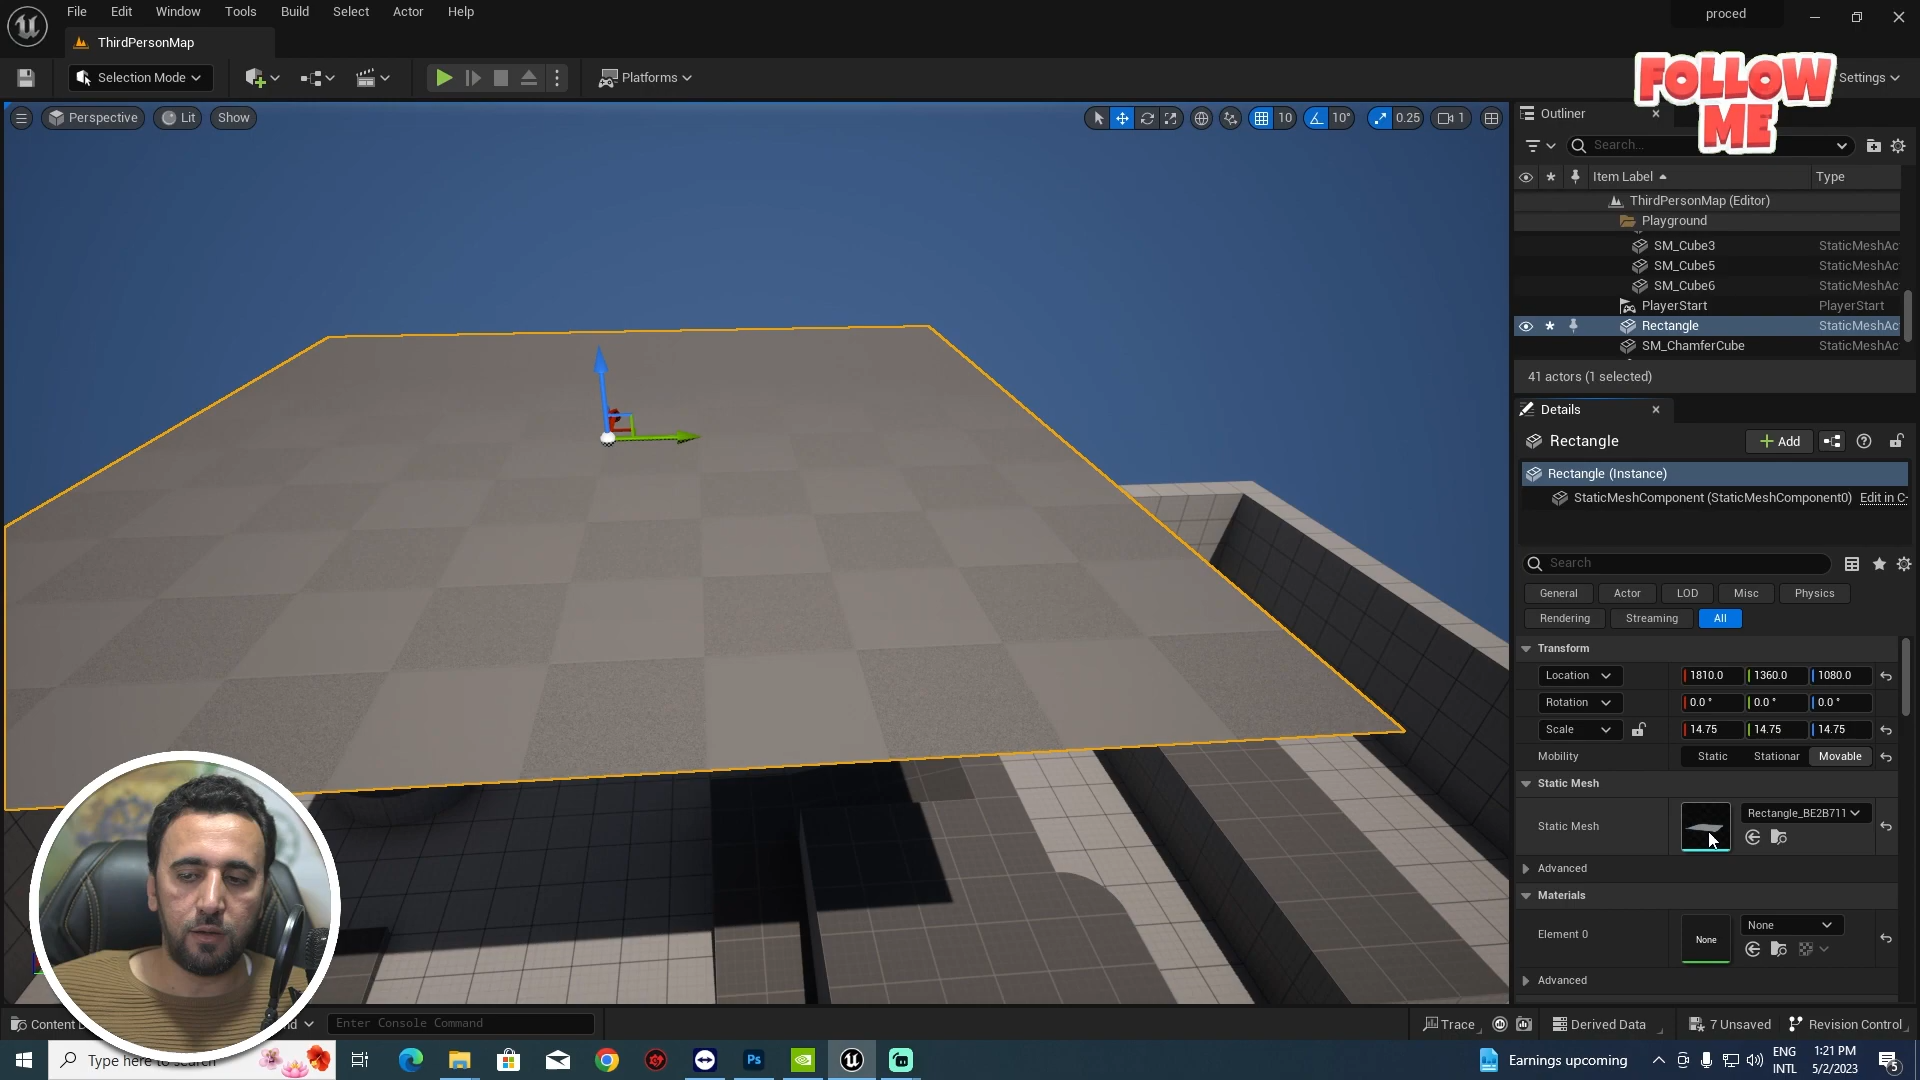 File Edit Window Tools Build Select Actor Help
proced
ThirdPersonMap
Selection Mode
Platforms
Settings
FOLLOW
ME
Perspective
Lit
Show
10
10°
0.25
1
Outliner
Search...
Item Label
Type
ThirdPersonMap (Editor)
Playground
SM_Cube3 StaticMeshAc
SM_Cube5 StaticMeshAc
SM_Cube6 StaticMeshAc
PlayerStart PlayerStart
Rectangle StaticMeshAc
SM_ChamferCube StaticMeshAc
41 actors (1 selected)
Details
Rectangle
Add
Rectangle (Instance)
StaticMeshComponent (StaticMeshComponent0) Edit in C-
Search
General Actor LOD Misc Physics
Rendering Streaming All
Transform
Location 1810.0 1360.0 1080.0
Rotation 0.0 ° 0.0 ° 0.0 °
Scale 14.75 14.75 14.75
Mobility Static Stationar Movable
Static Mesh
Static Mesh Rectangle_BE2B711
Advanced
Materials
Element 0 None None
Advanced
Content
Enter Console Command
Trace
Derived Data
7 Unsaved
Revision Control
Type here to search
Ps
Earnings upcoming
ENG
INTL
1:21 PM
5/2/2023
5